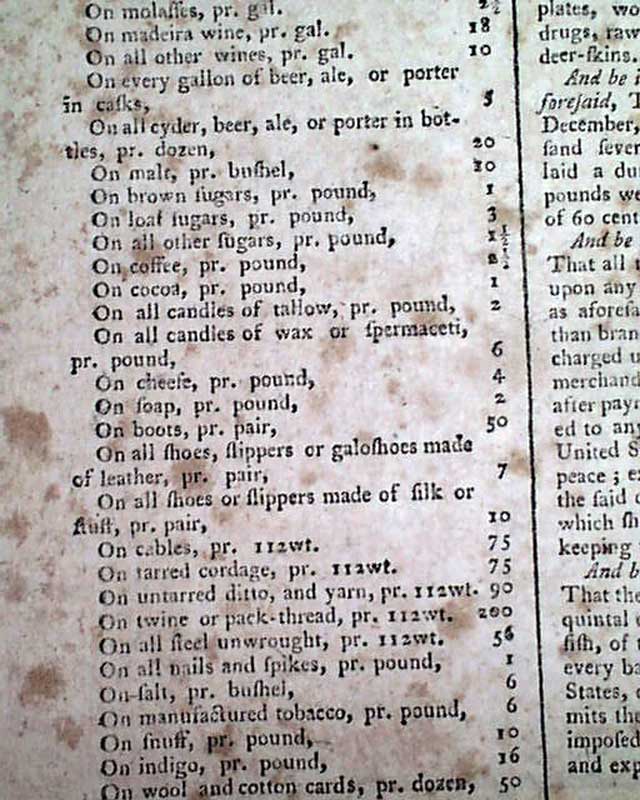 On molaſſes, pr. gal. 2½
On madeira wine, pr. gal. 18
On all other wines, pr. gal. 10
On every gallon of beer, ale, or porter
in caſks, 5
On all cyder, beer, ale, or porter in bot-
tles, pr. dozen, 20
On malt, pr. buſhel, 10
On brown ſugars, pr. pound, 1
On loaf ſugars, pr. pound, 3
On all other ſugars, pr. pound, 1½
On coffee, pr. pound, 2½
On cocoa, pr. pound, 1
On all candles of tallow, pr. pound, 2
On all candles of wax or ſpermaceti,
pr. pound, 6
On cheeſe, pr. pound, 4
On ſoap, pr. pound, 2
On boots, pr. pair, 50
On all ſhoes, ſlippers or galoſhoes made
of leather, pr. pair, 7
On all ſhoes or ſlippers made of ſilk or
ſtuff, pr. pair, 10
On cables, pr. 112wt. 75
On tarred cordage, pr. 112wt. 75
On untarred ditto, and yarn, pr. 112wt. 90
On twine or pack-thread, pr. 112wt. 200
On all ſteel unwrought, pr. 112wt. 56
On all nails and ſpikes, pr. pound, 1
On ſalt, pr. buſhel, 6
On manufactured tobacco, pr. pound, 6
On ſnuff, pr. pound, 10
On indigo, pr. pound, 16
On wool and cotton cards, pr. dozen, 50
plates, wo
drugs, raw
deer-ſkins.
And be i
foreſaid, T
December,
ſand ſever
laid a du
pounds we
of 60 cent
And be
That all t
upon any
as aforeſa
than bran
charged u
merchand
after payr
ed to any
United S
peace; e
the ſaid
which ſh
keeping
And b
That the
quintal
fiſh, of
every ba
States,
mits the
impoſed
and exp